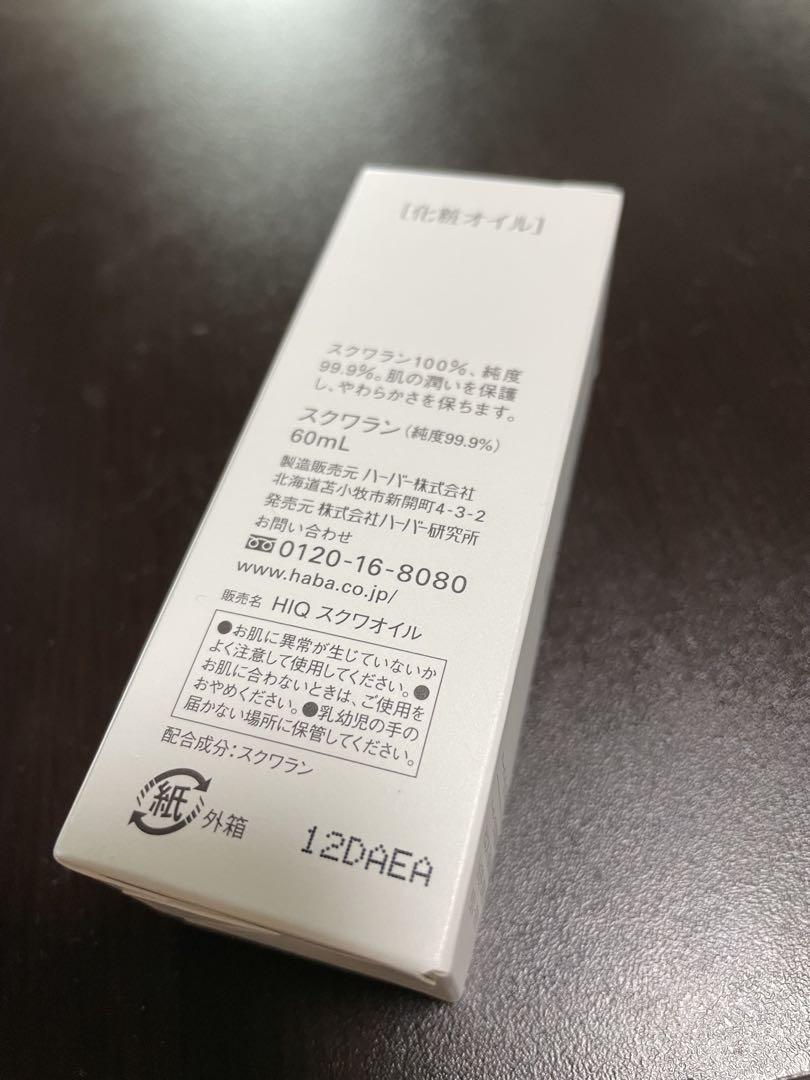 [化粧オイル]
スクワラン100%、純度
99.9%。肌の潤いを保護
し、やわらかさを保ちます。
スクワラン（純度99.9%）
60mL
製造販売元 ハーバー株式会社
北海道苫小牧市新開町4-3-2
発売元 株式会社ハーバー研究所
お問い合わせ
0120-16-8080
www.haba.co.jp/
販売名 HIQ スクワオイル
●お肌に異常が生じていないか
よく注意して使用してください。●
お肌に合わないときは、ご使用を
おやめください。●乳幼児の手の
届かない場所に保管してください。
配合成分：スクワラン
紙 外箱
12DAEA